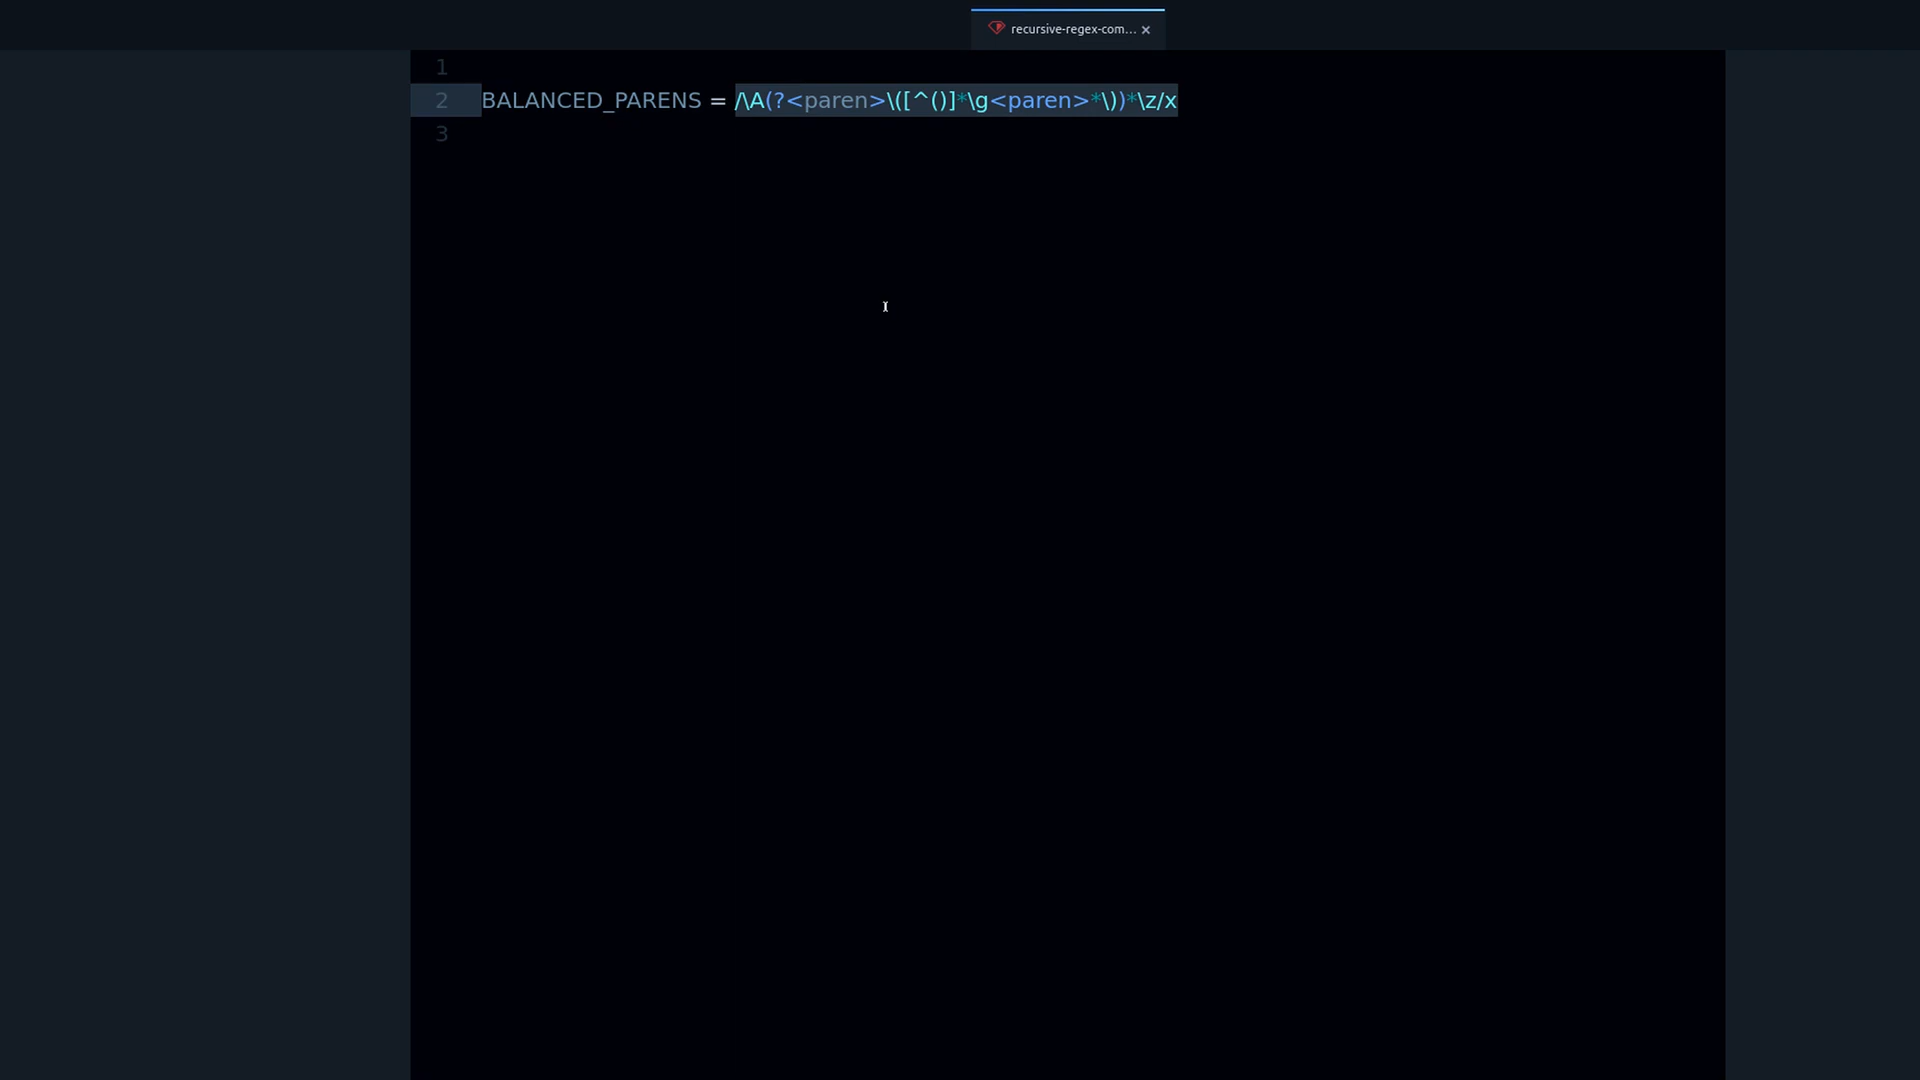 recursive-regex-com... ×
1
2 BALANCED_PARENS = /\A(?<paren>\([^()]*\g<paren>*\))*\z/x
3